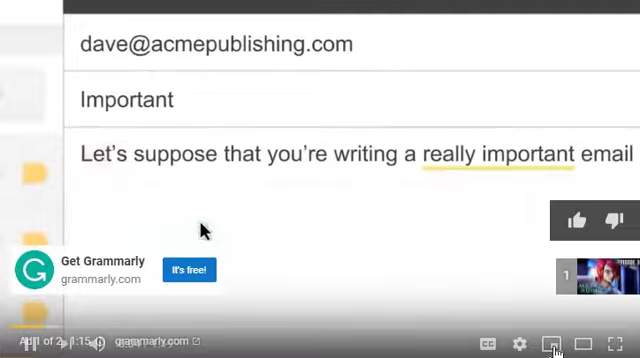 dave@acmepublishing.com
Important
Let's suppose that you're writing a really important email
Get Grammarly
grammarly.com
It's free!
1
Ad 1 of 2 · 1:15
grammarly.com
CC